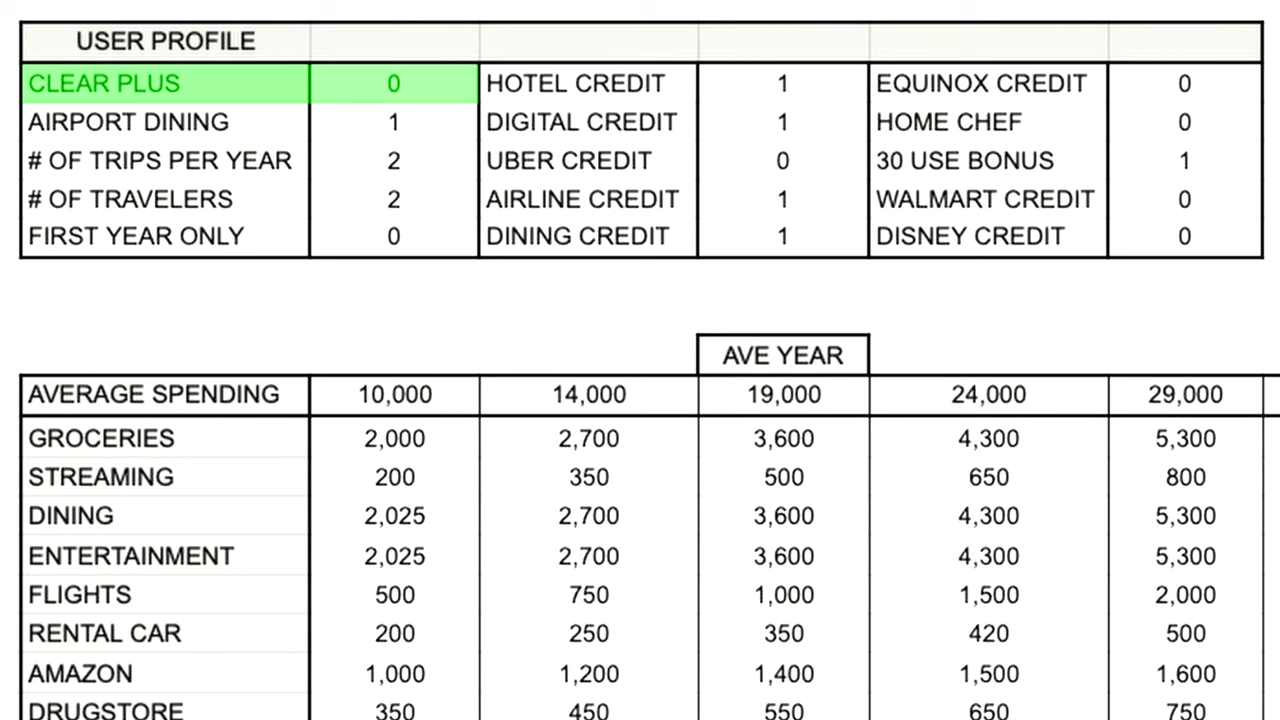 USER PROFILE
CLEAR PLUS 0 HOTEL CREDIT 1 EQUINOX CREDIT 0
AIRPORT DINING 1 DIGITAL CREDIT 1 HOME CHEF 0
# OF TRIPS PER YEAR 2 UBER CREDIT 0 30 USE BONUS 1
# OF TRAVELERS 2 AIRLINE CREDIT 1 WALMART CREDIT 0
FIRST YEAR ONLY 0 DINING CREDIT 1 DISNEY CREDIT 0
AVE YEAR
AVERAGE SPENDING 10,000 14,000 19,000 24,000 29,000
GROCERIES 2,000 2,700 3,600 4,300 5,300
STREAMING 200 350 500 650 800
DINING 2,025 2,700 3,600 4,300 5,300
ENTERTAINMENT 2,025 2,700 3,600 4,300 5,300
FLIGHTS 500 750 1,000 1,500 2,000
RENTAL CAR 200 250 350 420 500
AMAZON 1,000 1,200 1,400 1,500 1,600
DRUGSTORE 350 450 550 650 750